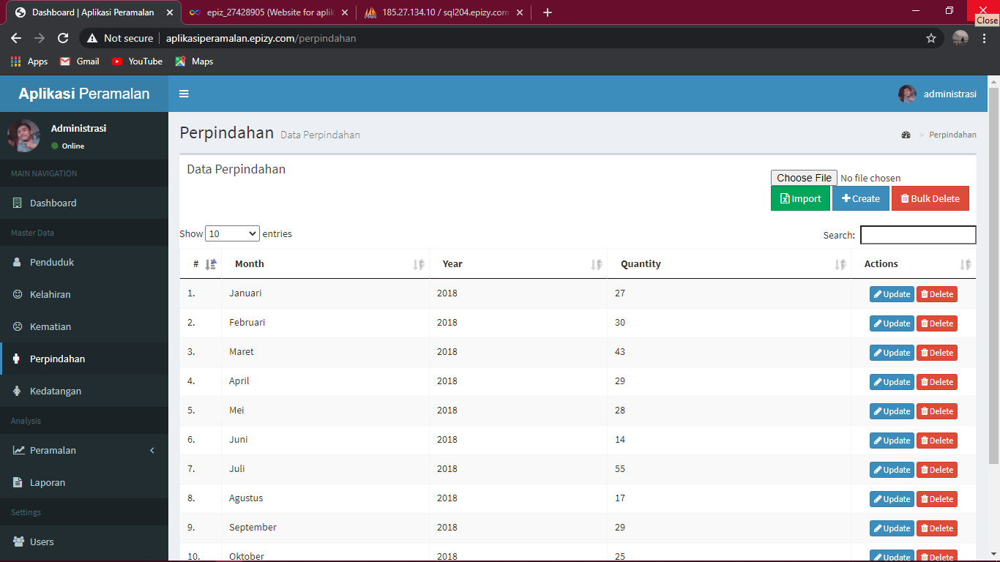 Dashboard | Aplikasi Peramalan
epiz_27428905 (Website for aplik
185.27.134.10 / sql204.epizy.com
Close
Not secure
aplikasiperamalan.epizy.com/perpindahan
Apps
Gmail
YouTube
Maps
Aplikasi Peramalan
administrasi
Administrasi
Online
MAIN NAVIGATION
Dashboard
Master Data
Penduduk
Kelahiran
Kematian
Perpindahan
Kedatangan
Analysis
Peramalan
Laporan
Settings
Users
Perpindahan Data Perpindahan
> Perpindahan
Data Perpindahan
Choose File No file chosen
Import Create Bulk Delete
Show 10 entries
Search:
# Month Year Quantity Actions
1. Januari 2018 27 Update Delete
2. Februari 2018 30 Update Delete
3. Maret 2018 43 Update Delete
4. April 2018 29 Update Delete
5. Mei 2018 28 Update Delete
6. Juni 2018 14 Update Delete
7. Juli 2018 55 Update Delete
8. Agustus 2018 17 Update Delete
9. September 2018 29 Update Delete
10. Oktober 2018 25 Update Delete